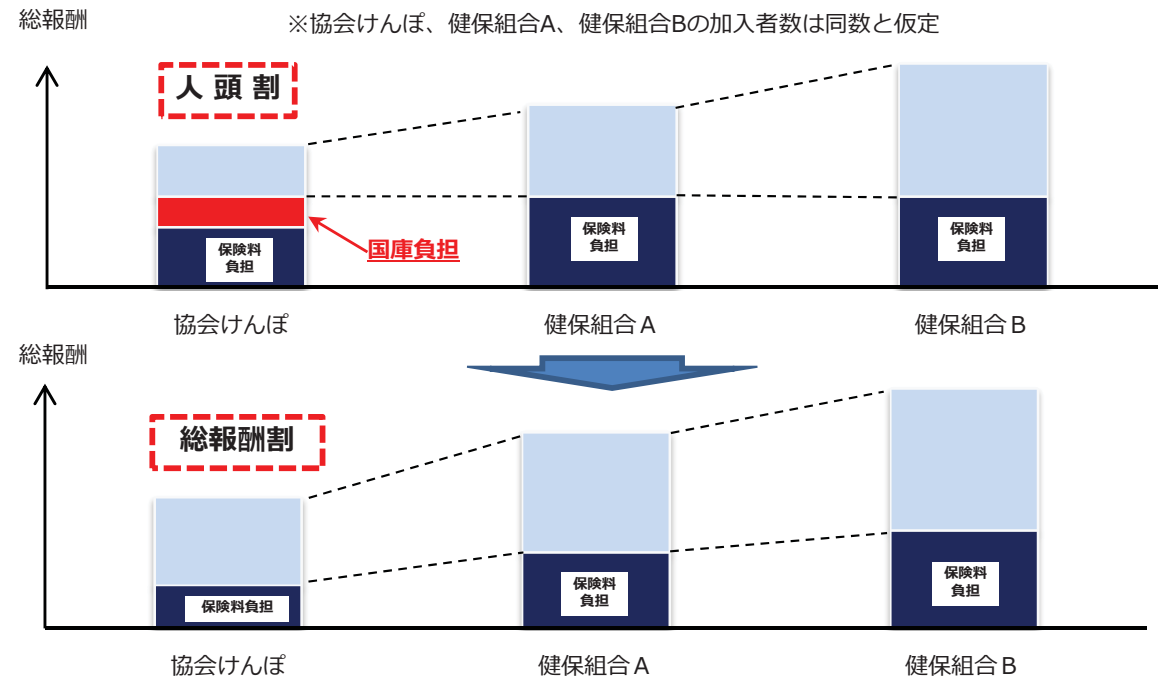 総報酬
※協会けんぽ、健保組合A、健保組合Bの加入者数は同数と仮定
人 頭 割
保険料
負担
国庫負担
保険料
負担
保険料
負担
協会けんぽ
健保組合A
健保組合B
総報酬
総報酬割
保険料負担
保険料
負担
保険料
負担
協会けんぽ
健保組合A
健保組合B